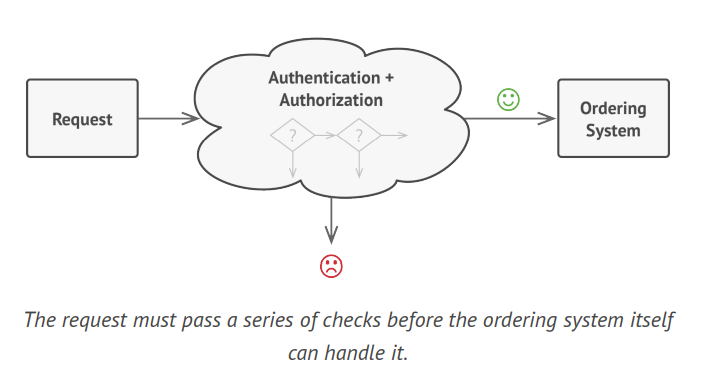 Authentication +
Authorization
Request
? ?
Ordering
System
The request must pass a series of checks before the ordering system itself
can handle it.